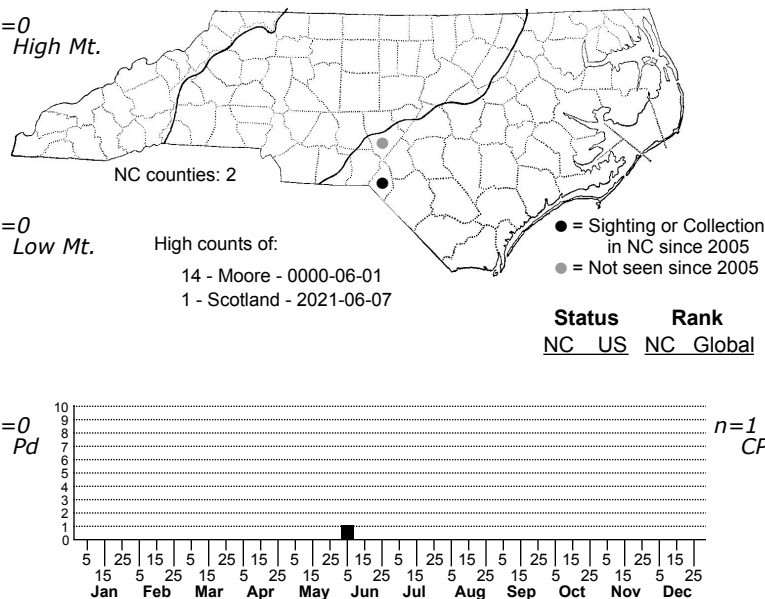 =0
High Mt.
NC counties: 2
=0
Low Mt.
High counts of:
14 - Moore - 0000-06-01
1 - Scotland - 2021-06-07
● = Sighting or Collection
in NC since 2005
● = Not seen since 2005
Status Rank
NC US NC Global
=0
Pd
n=1
CP
10
9
8
7
6
5
4
3
2
1
0
5 25 15 5 25 15 5 25 15 5 25 15 5 25 15 5 25 15
15 5 25 15 5 25 15 5 25 15 5 25 15 5 25 15 5 25
Jan Feb Mar Apr May Jun Jul Aug Sep Oct Nov Dec